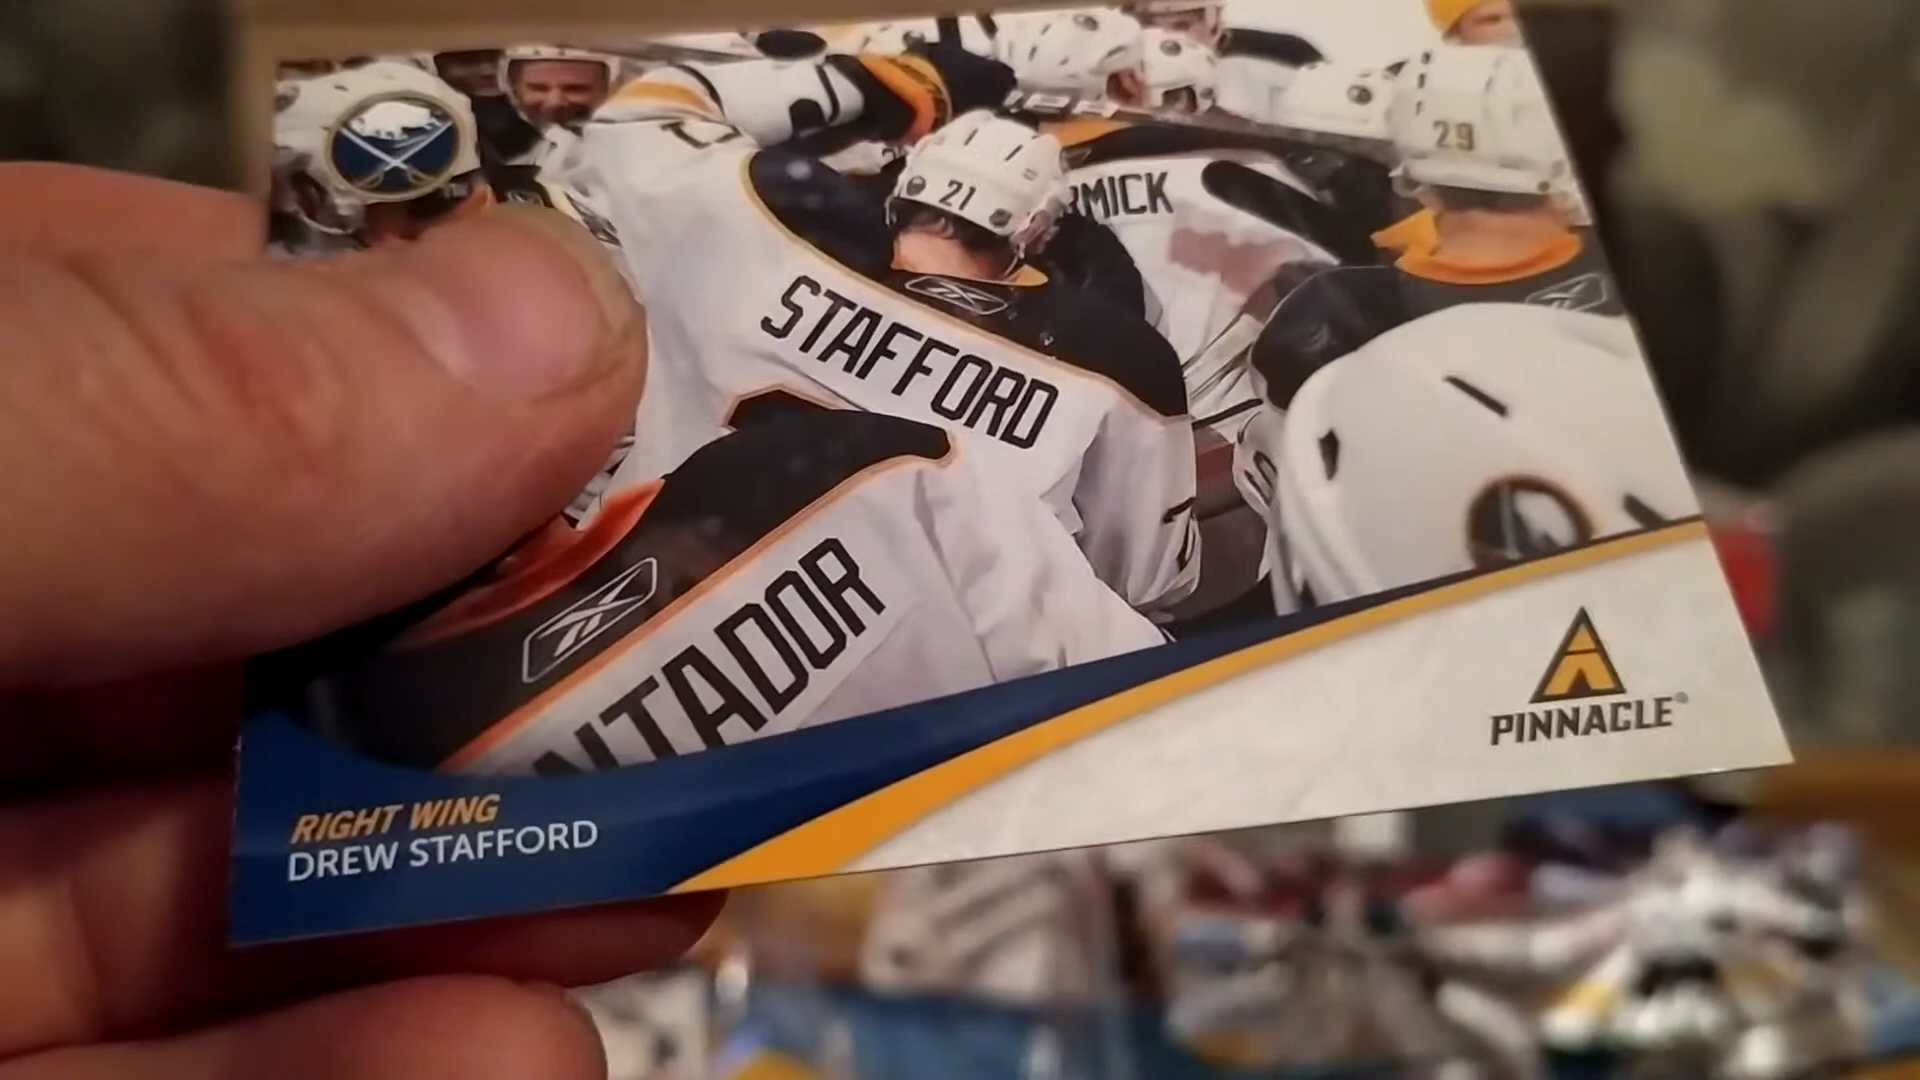 29
21
RMICK
STAFFORD
NTADOR
PINNACLE®
RIGHT WING
DREW STAFFORD